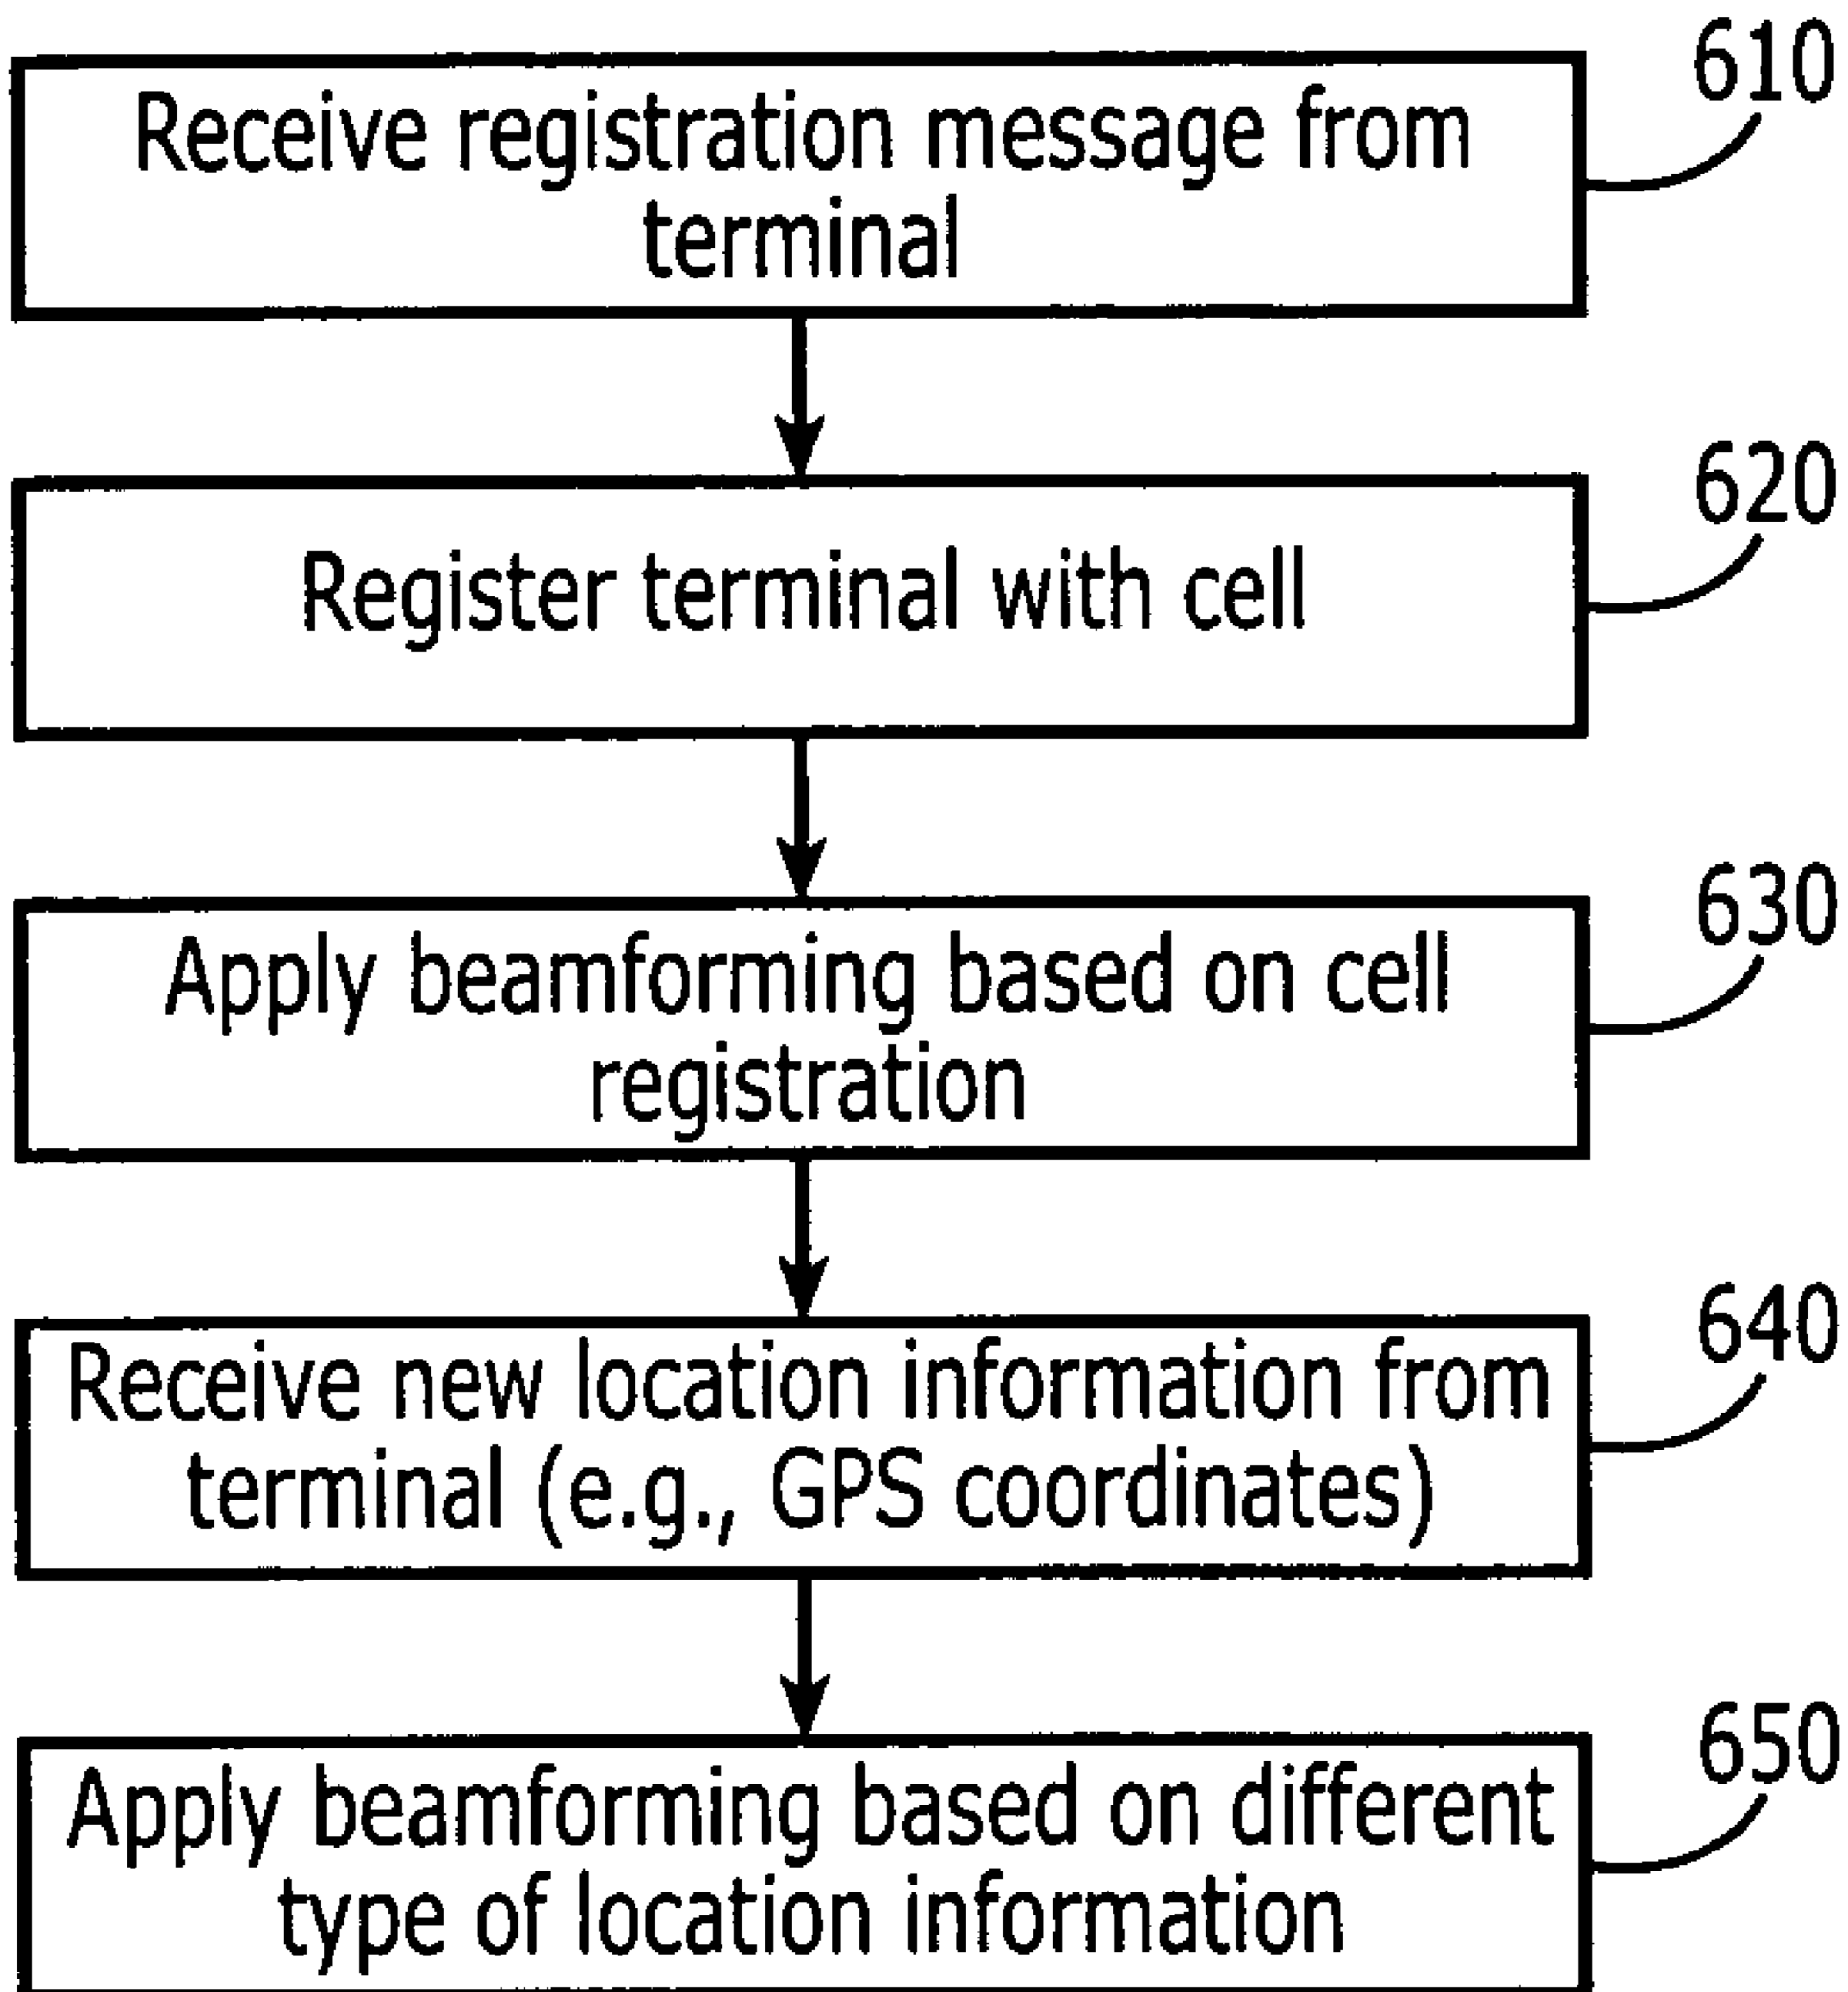 610
Receive registration message from
terminal
620
Register terminal with cell
630
Apply beamforming based on cell
registration
640
Receive new location information from
terminal (e.g., GPS coordinates)
650
Apply beamforming based on different
type of location information